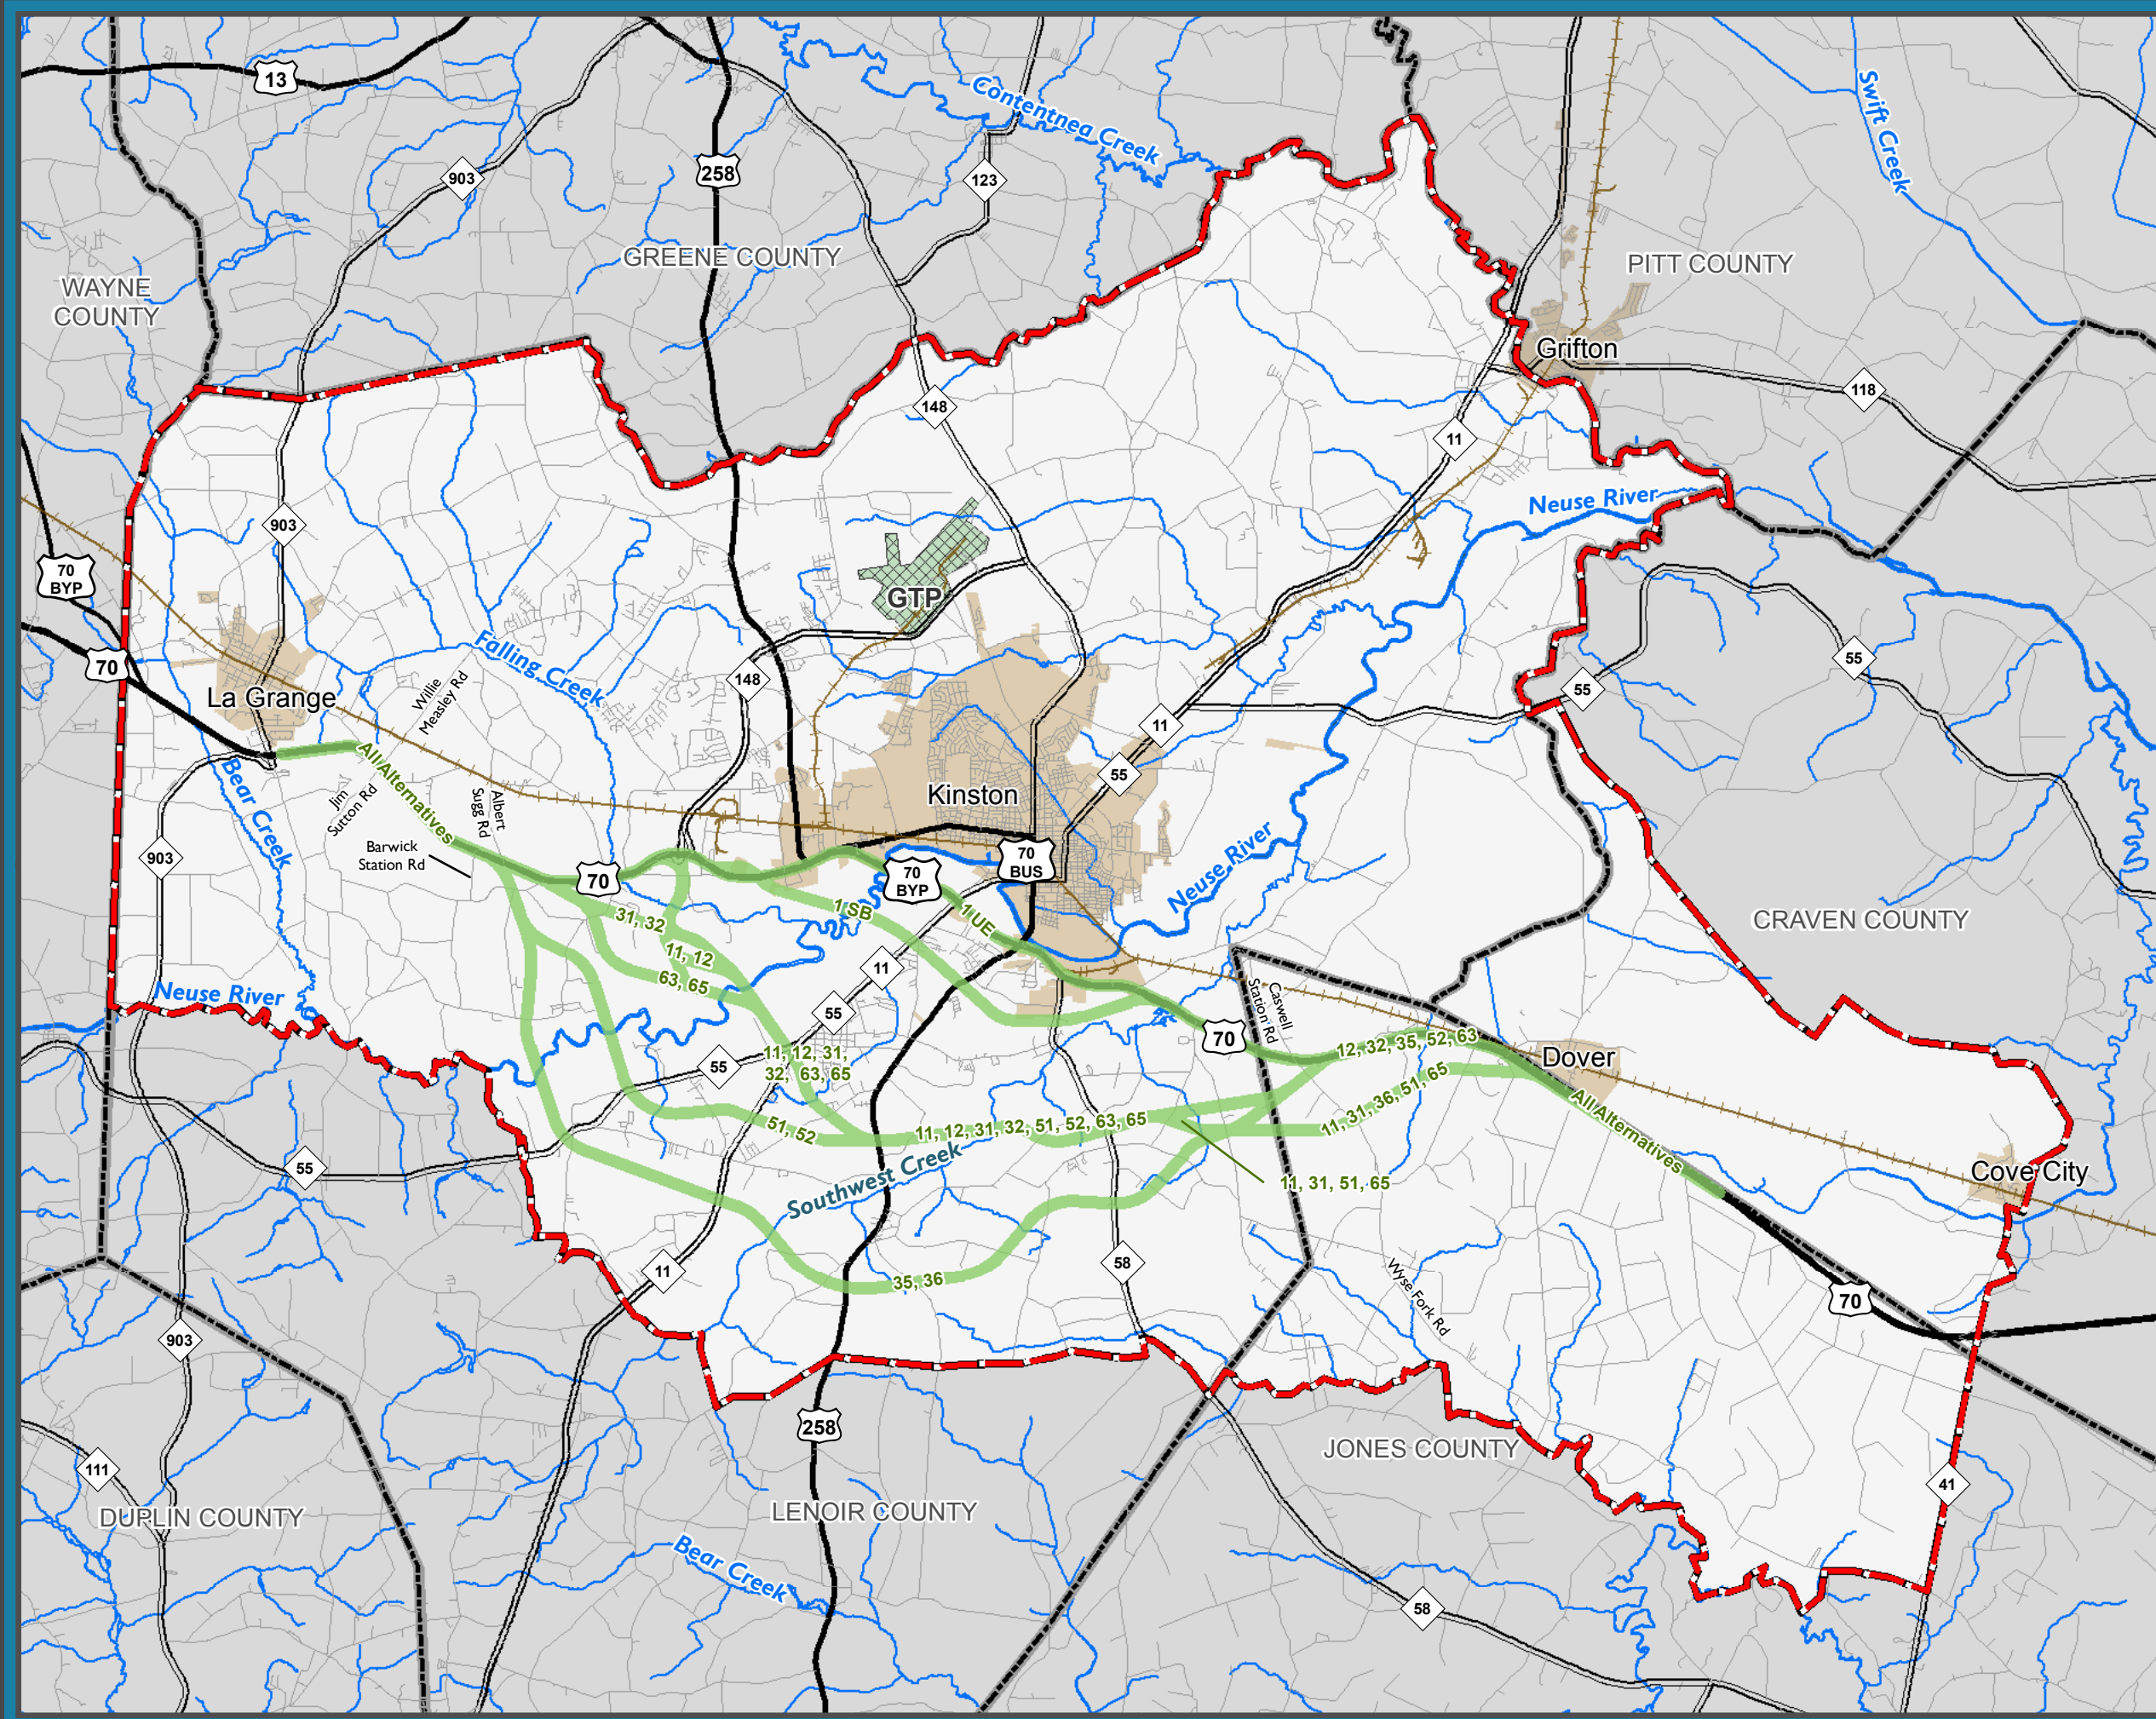 13
Contentnea Creek
Swift Creek
903
258
123
GREENE COUNTY
PITT COUNTY
WAYNE
COUNTY
Grifton
118
148
11
903
Neuse River
70
BYP
GTP
Falling Creek
55
55
70
148
La Grange
Willie
Measley Rd
11
All Alternatives
55
Bear Creek
Jim
Sutton Rd
Albert
Sugg Rd
Kinston
Neuse River
903
Barwick
Station Rd
70
70
BYP
70
BUS
31, 32
1 SB
1 UE
CRAVEN COUNTY
11, 12
63, 65
11
Neuse River
Caswell
Station Rd
55
70
12, 32, 35, 52, 63
Dover
11, 12, 31,
32, 63, 65
55
11, 31, 36, 51, 65
All Alternatives
51, 52
11, 12, 31, 32, 51, 52, 63, 65
55
Southwest Creek
11, 31, 51, 65
Cove City
11
58
35, 36
Wyse Fork Rd
70
903
258
JONES COUNTY
111
41
DUPLIN COUNTY
LENOIR COUNTY
Bear Creek
58